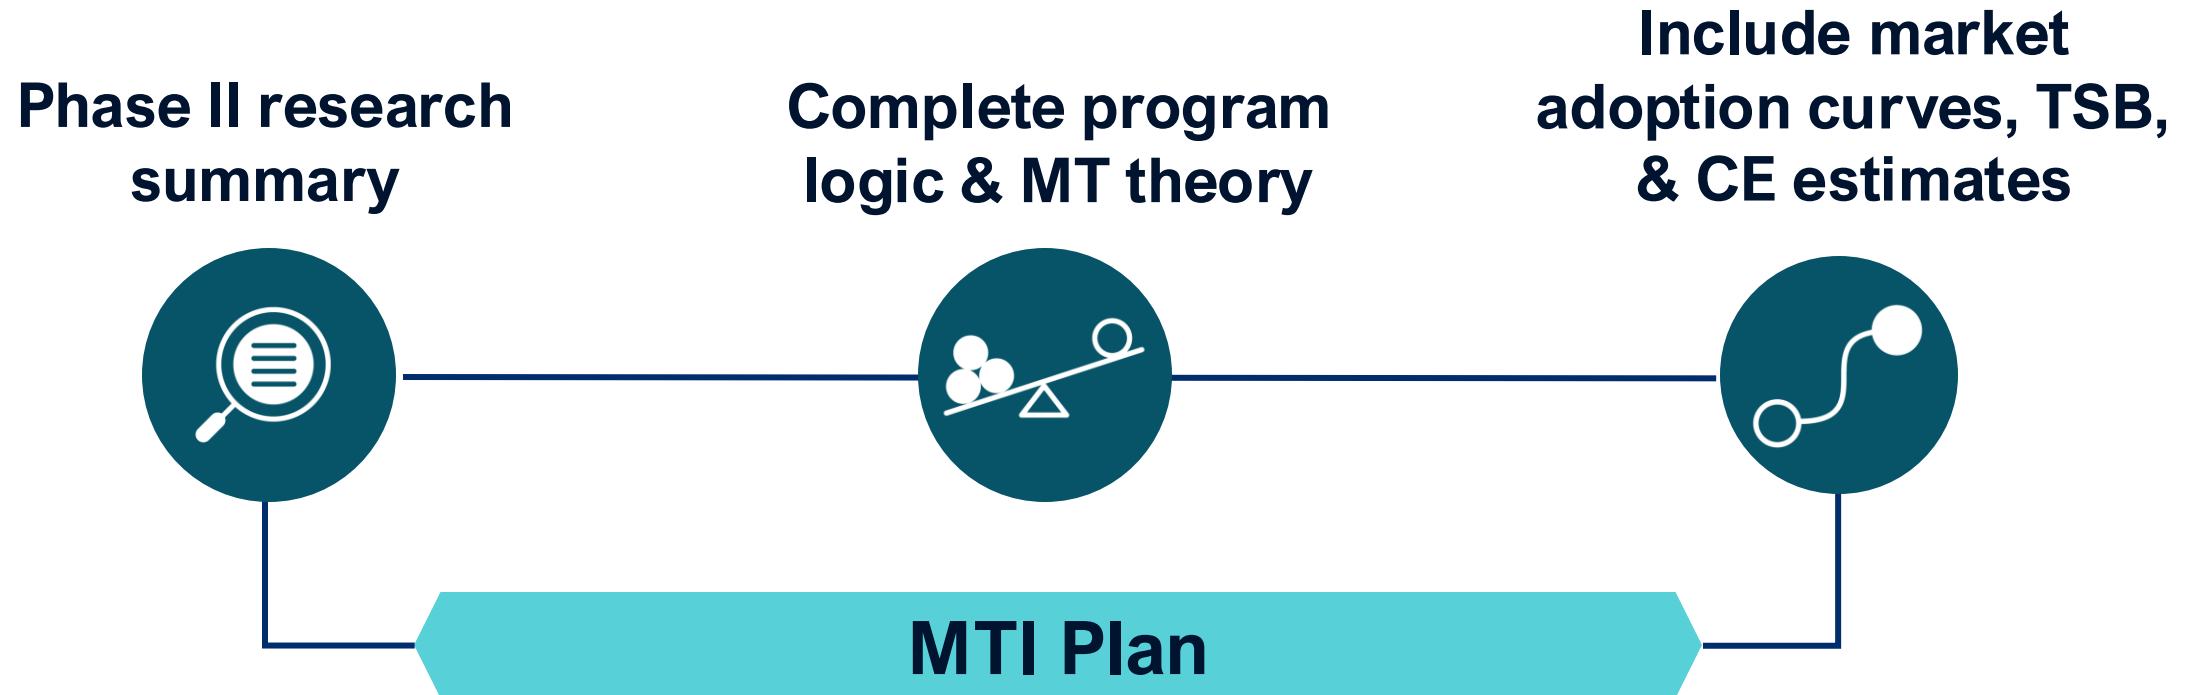 Phase II research
summary
Complete program
logic & MT theory
Include market
adoption curves, TSB,
& CE estimates
MTI Plan